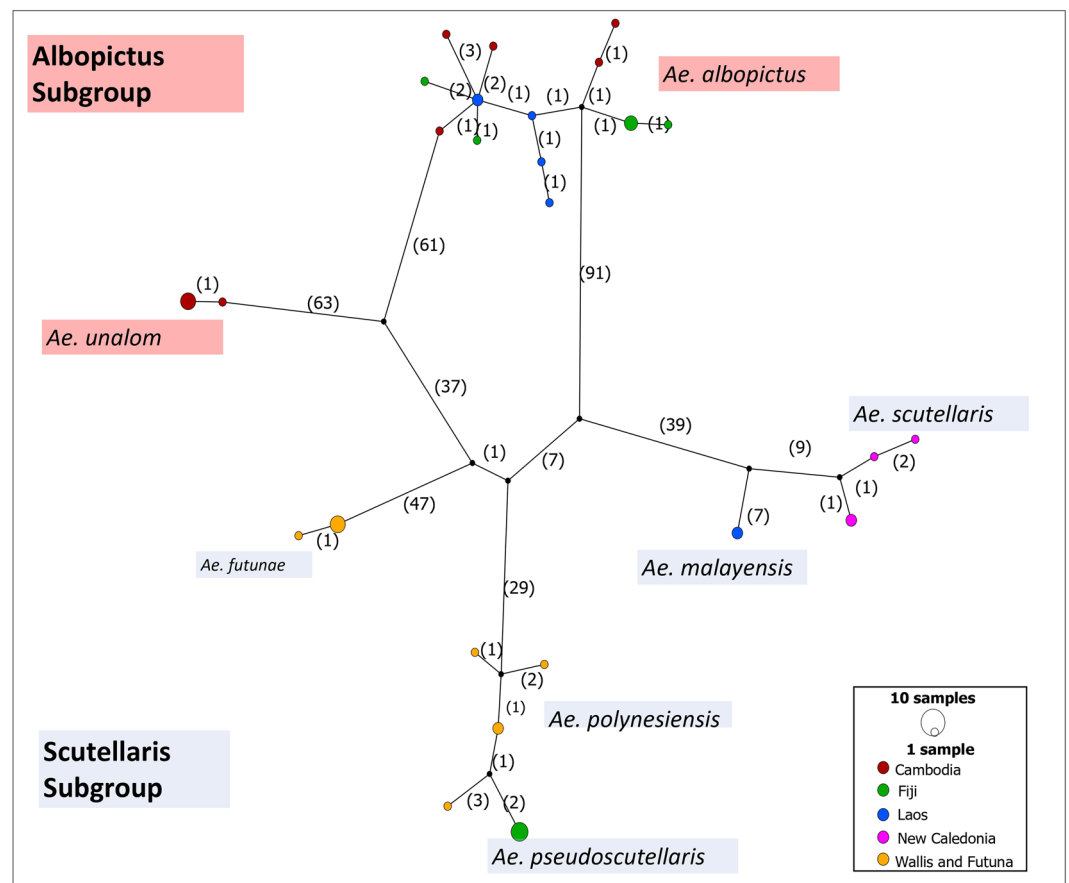 Albopictus
Subgroup
Ae. albopictus
(3)
(1)
(2)
(2)
(1)
(1)
(1)
(1)
(1)
(1)
(1)
(1)
(1)
(61)
(91)
(1)
(63)
Ae. unalom
(37)
Ae. scutellaris
(39)
(9)
(2)
(1)
(7)
(1)
(1)
(47)
(7)
(1)
Ae. futunae
Ae. malayensis
(29)
(1)
(2)
(1)
Ae. polynesiensis
Scutellaris
Subgroup
(1)
(3)
(2)
Ae. pseudoscutellaris
10 samples
1 sample
Cambodia
Fiji
Laos
New Caledonia
Wallis and Futuna